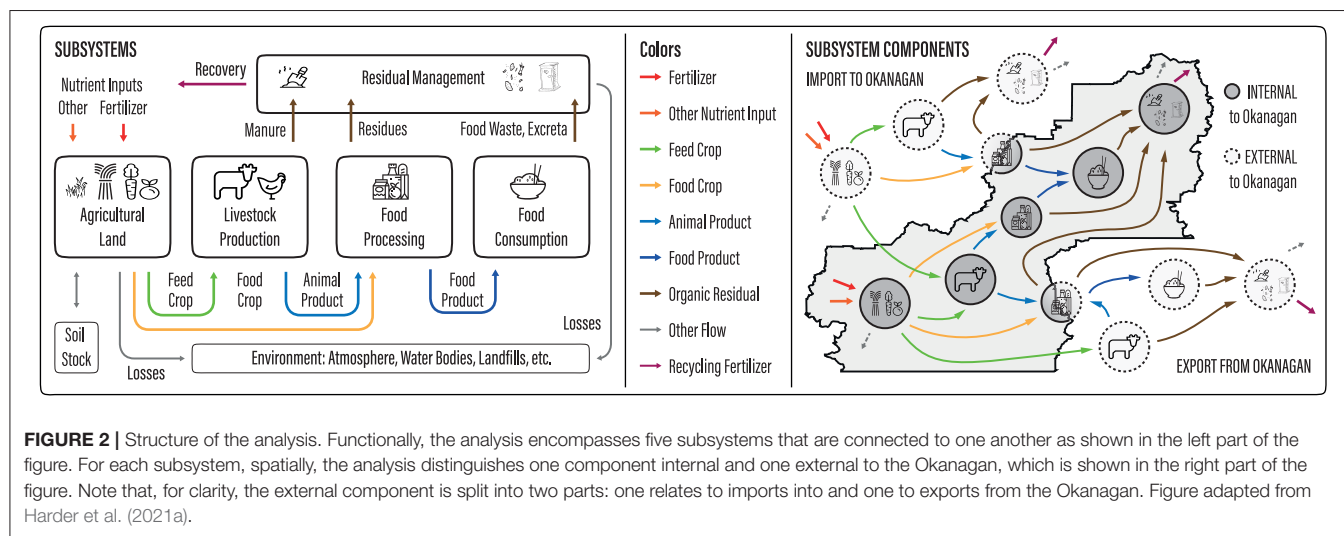 SUBSYSTEMS
Nutrient Inputs
Other Fertilizer
Recovery
Residual Management
Manure
Residues
Food Waste, Excreta
Agricultural
Land
Livestock
Production
Food
Processing
Food
Consumption
Feed
Crop
Food
Crop
Animal
Product
Food
Product
Soil
Stock
Losses
Environment: Atmosphere, Water Bodies, Landfills, etc.
Losses
Colors
Fertilizer
Other Nutrient Input
Feed Crop
Food Crop
Animal Product
Food Product
Organic Residual
Other Flow
Recycling Fertilizer
SUBSYSTEM COMPONENTS
IMPORT TO OKANAGAN
INTERNAL
to Okanagan
EXTERNAL
to Okanagan
EXPORT FROM OKANAGAN
FIGURE 2 | Structure of the analysis. Functionally, the analysis encompasses five subsystems that are connected to one another as shown in the left part of the
figure. For each subsystem, spatially, the analysis distinguishes one component internal and one external to the Okanagan, which is shown in the right part of the
figure. Note that, for clarity, the external component is split into two parts: one relates to imports into and one to exports from the Okanagan. Figure adapted from
Harder et al. (2021a).